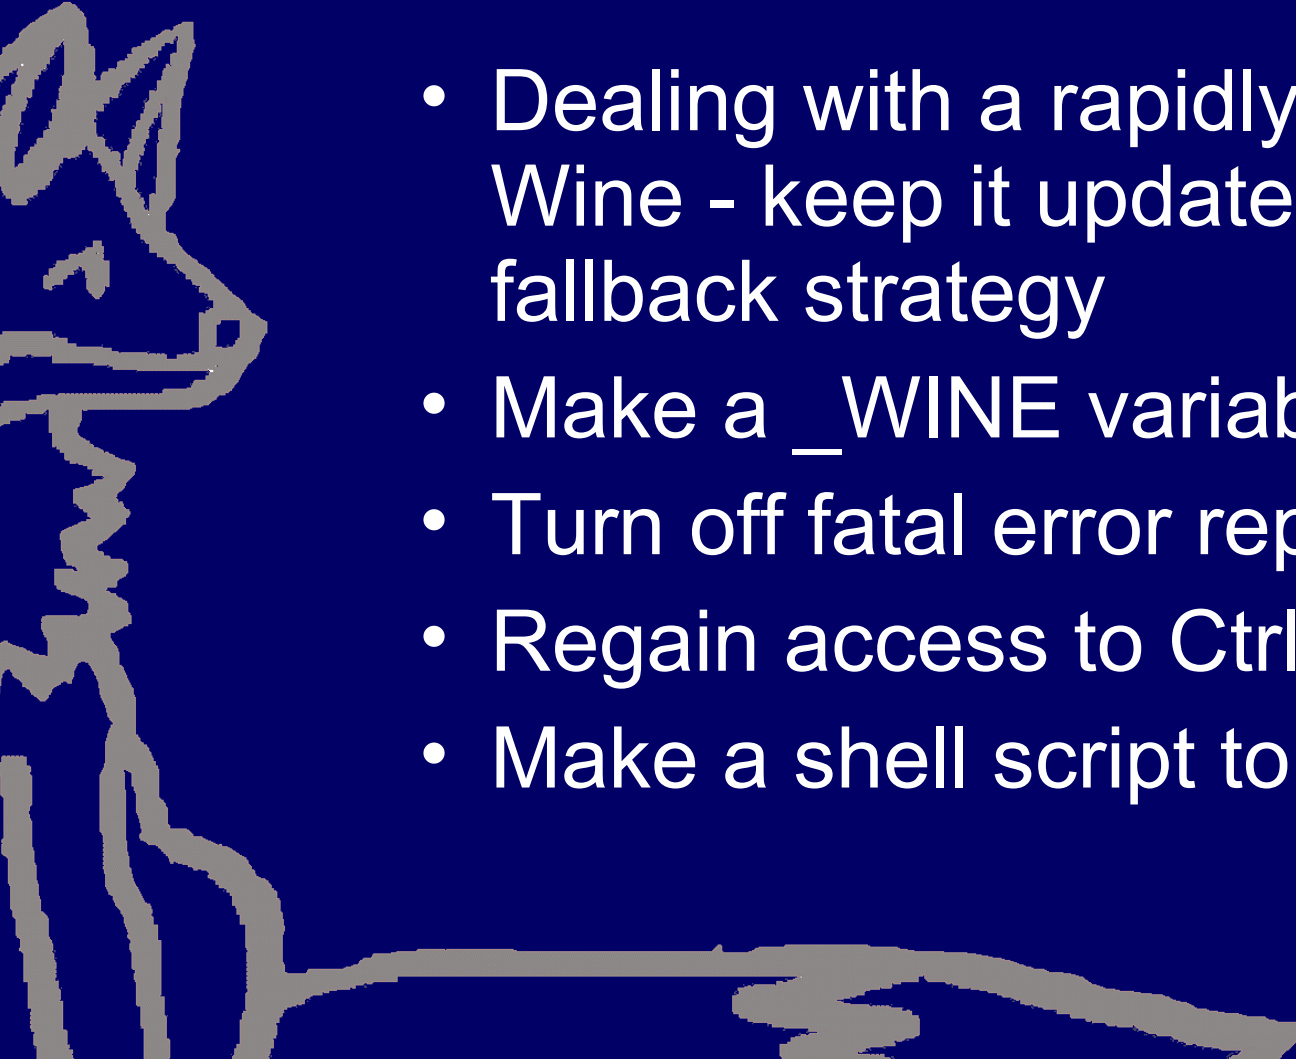 • Dealing with a rapidly
Wine - keep it update
fallback strategy
• Make a _WINE variab
• Turn off fatal error rep
• Regain access to Ctrl
• Make a shell script to